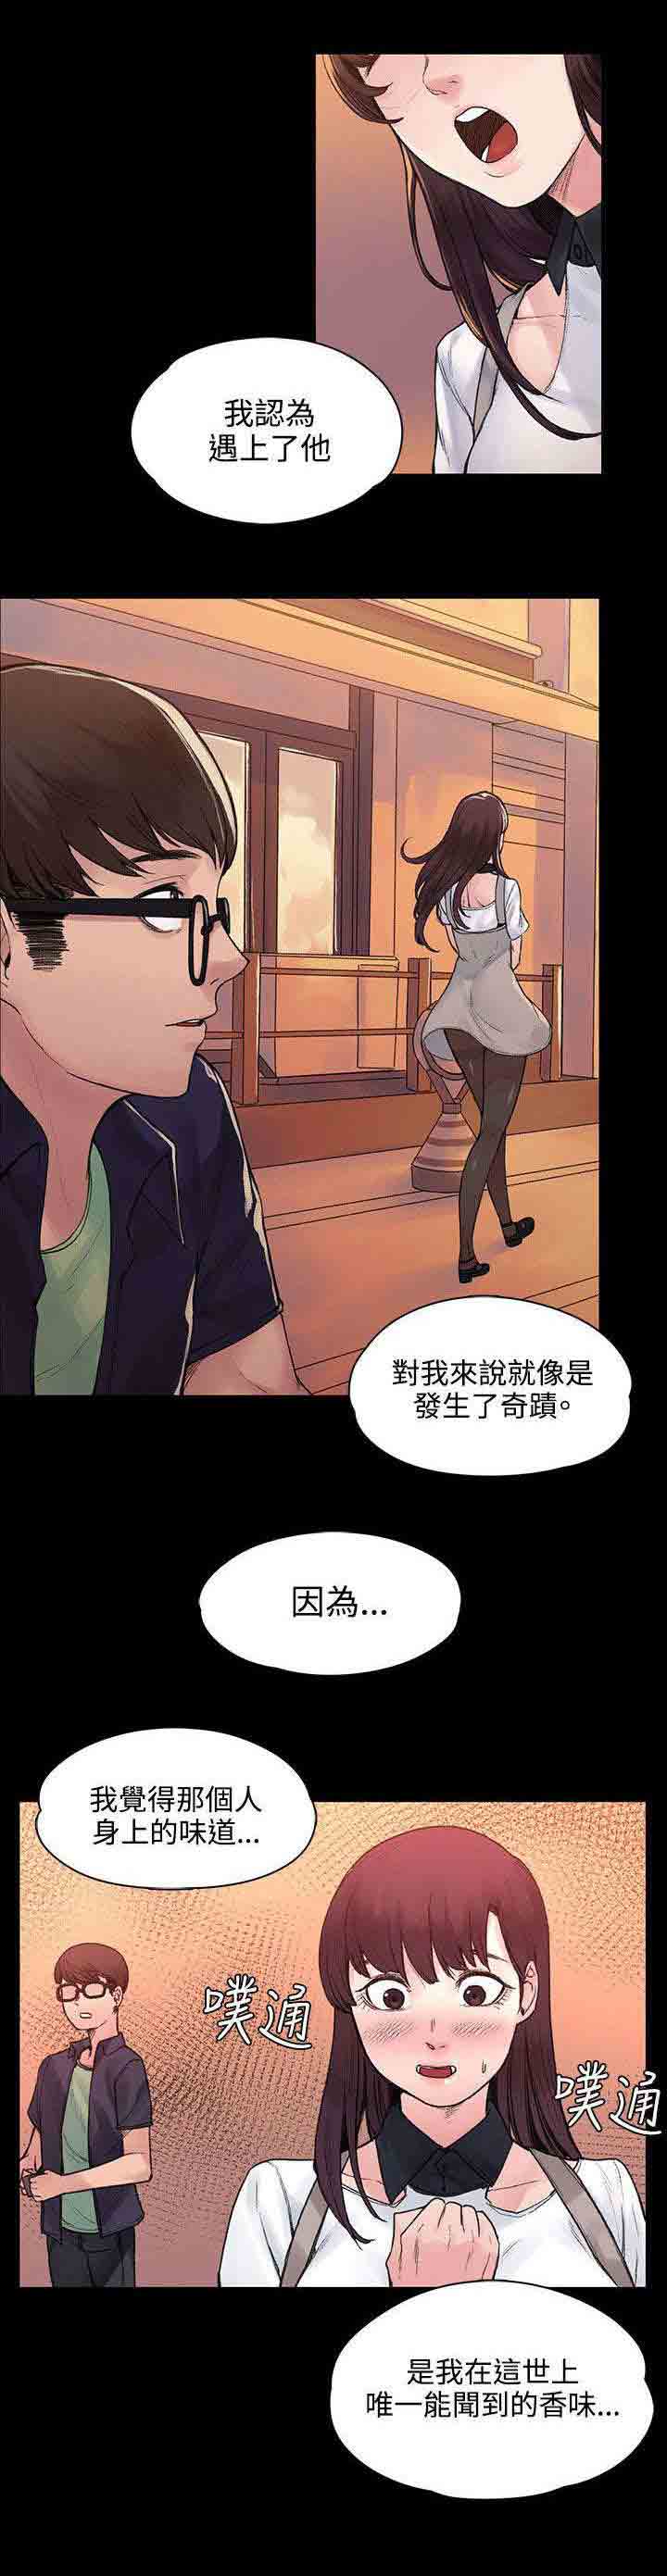 我認為
遇上了他
對我來說就像是
發生了奇蹟。
因為...
我覺得那個人
身上的味道...
噗通
噗通
是我在這世上
唯一能聞到的香味...